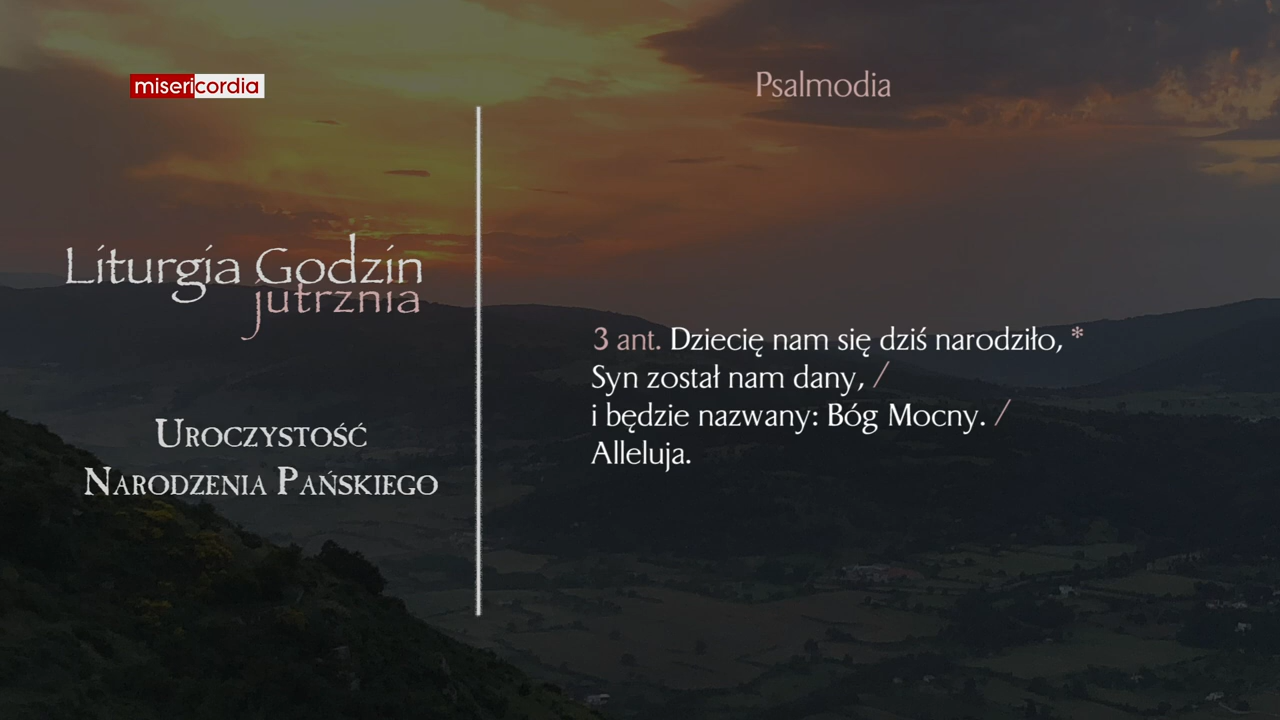 misericordia
Liturgia Godzin
jutrznia
Uroczystość
Narodzenia Pańskiego
Psalmodia
3 ant. Dziecię nam się dziś narodziło, *
Syn został nam dany, /
i będzie nazwany: Bóg Mocny. /
Alleluja.